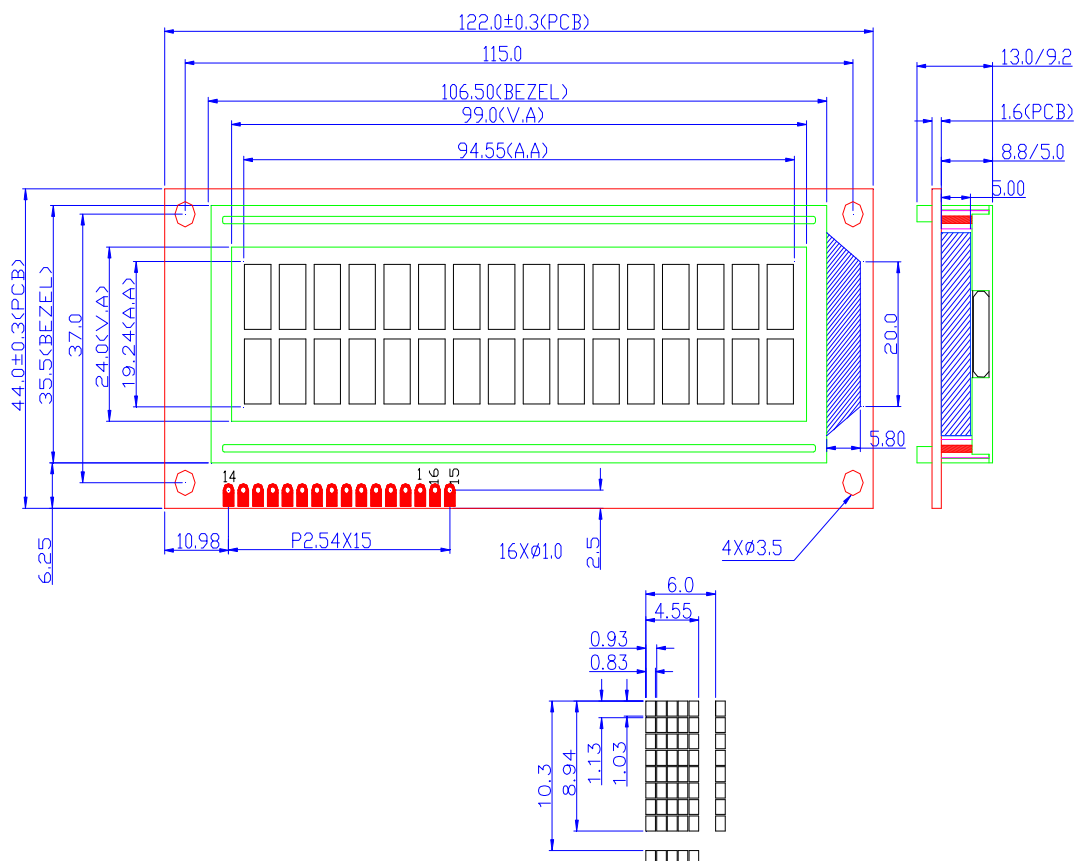 122.0±0.3(PCB)
115.0
13.0/9.2
106.50(BEZEL)
99.0(V.A)
1.6(PCB)
94.55(A.A)
8.8/5.0
5.00
44.0±0.3(PCB)
35.5(BEZEL)
37.0
24.0(V.A)
19.24(A.A)
20.0
5.80
14
1
16
15
10.98
P2.54X15
16XØ1.0
2.5
4XØ3.5
6.25
6.0
4.55
0.93
0.83
10.3
8.94
1.13
1.03